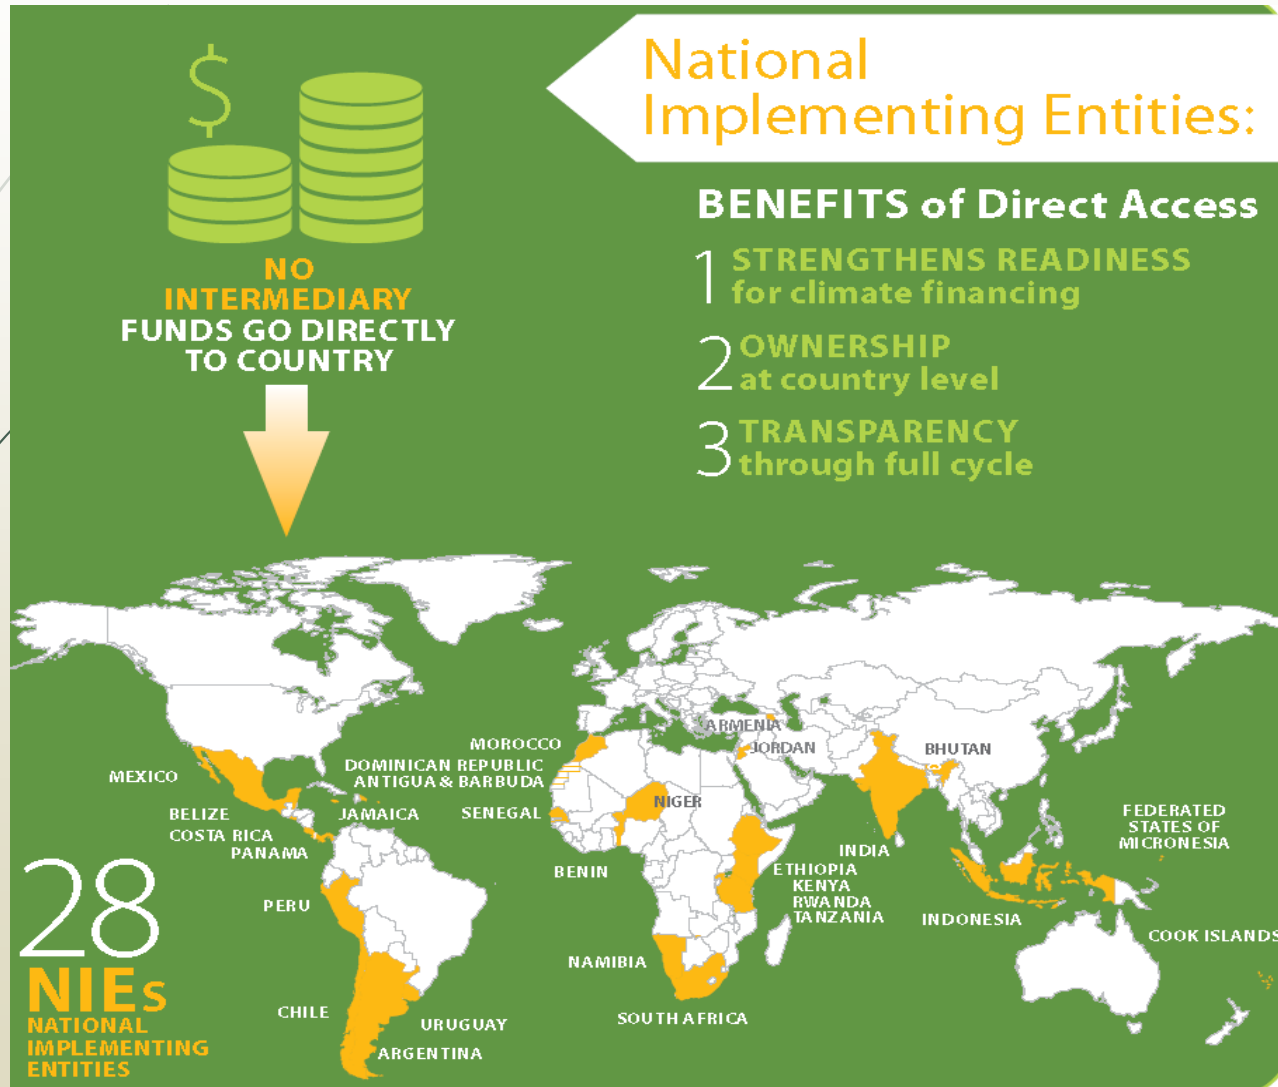 $
National
Implementing Entities:
BENEFITS of Direct Access
1 STRENGTHENS READINESS
for climate financing
2 OWNERSHIP
at country level
3 TRANSPARENCY
through full cycle
NO
INTERMEDIARY
FUNDS GO DIRECTLY
TO COUNTRY
ARMENIA
JORDAN
BHUTAN
MOROCCO
DOMINICAN REPUBLIC
ANTIGUA & BARBUDA
SENEGAL
NIGER
MEXICO
BELIZE
JAMAICA
COSTA RICA
PANAMA
BENIN
INDIA
ETHIOPIA
KENYA
RWANDA
TANZANIA
FEDERATED
STATES OF
MICRONESIA
INDONESIA
COOK ISLANDS
PERU
NAMIBIA
SOUTH AFRICA
CHILE
URUGUAY
ARGENTINA
28
NIEs
NATIONAL
IMPLEMENTING
ENTITIES